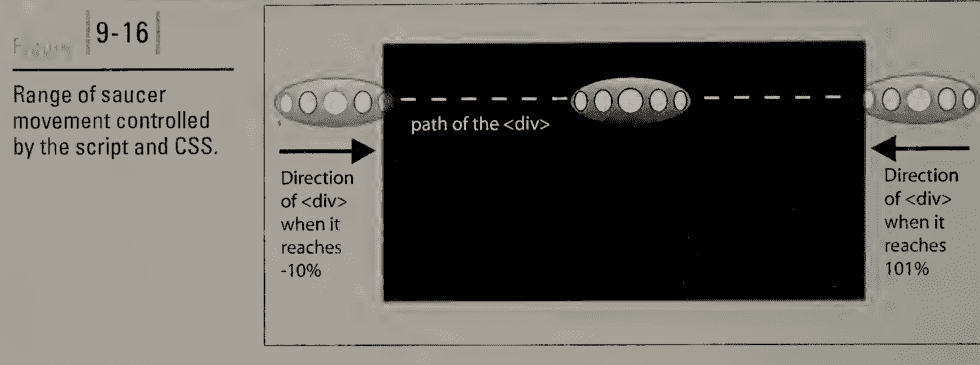 9-16
Range of saucer
movement controlled
by the script and CSS.
path of the <div>
Direction
of <div>
when it
reaches
-10%
Direction
of <div>
when it
reaches
101%